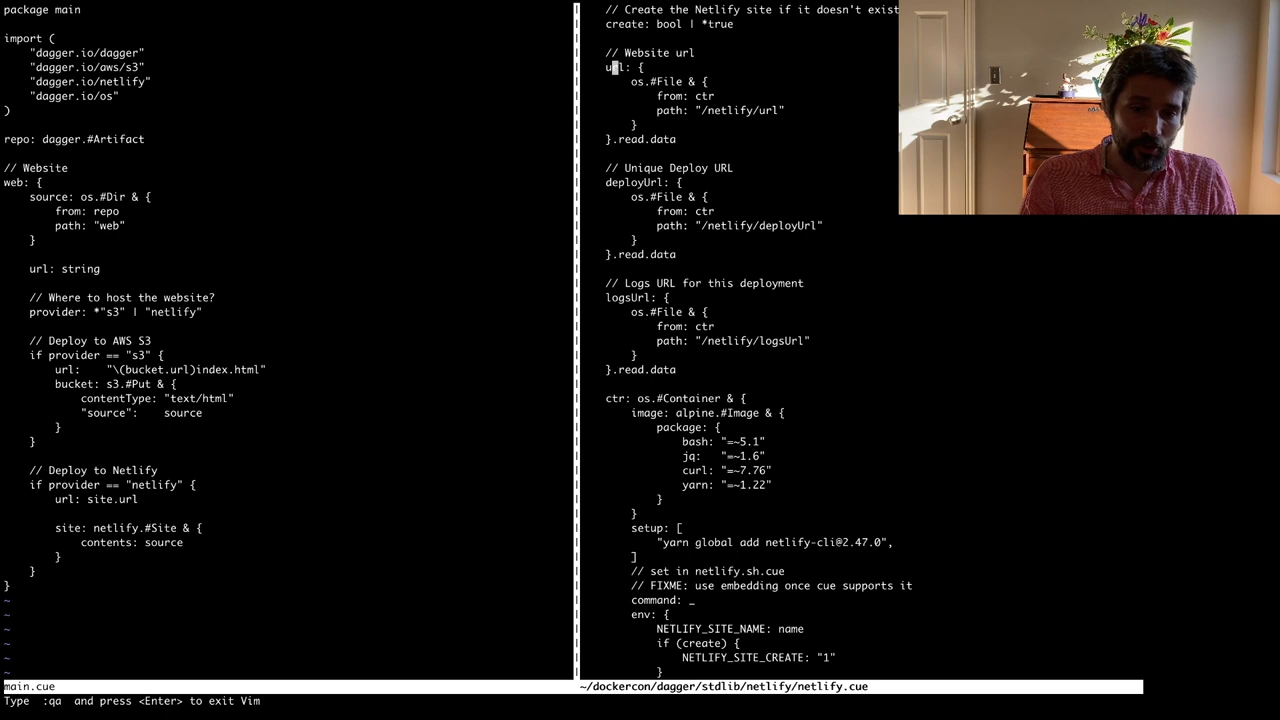 package main
import (
"dagger.io/dagger"
"dagger.io/aws/s3"
"dagger.io/netlify"
"dagger.io/os"
)
repo: dagger.#Artifact
// Website
web: {
source: os.#Dir & {
from: repo
path: "web"
}
url: string
// Where to host the website?
provider: *"s3" | "netlify"
// Deploy to AWS S3
if provider == "s3" {
url:    "\(bucket.url)index.html"
bucket: s3.#Put & {
contentType: "text/html"
"source":    source
}
}
// Deploy to Netlify
if provider == "netlify" {
url: site.url
site: netlify.#Site & {
contents: source
}
}
}
~
~
~
~
~
~
main.cue
// Create the Netlify site if it doesn't exist
create: bool | *true
// Website url
url: {
os.#File & {
from: ctr
path: "/netlify/url"
}
}.read.data
// Unique Deploy URL
deployUrl: {
os.#File & {
from: ctr
path: "/netlify/deployUrl"
}
}.read.data
// Logs URL for this deployment
logsUrl: {
os.#File & {
from: ctr
path: "/netlify/logsUrl"
}
}.read.data
ctr: os.#Container & {
image: alpine.#Image & {
package: {
bash: "=~5.1"
jq:   "=~1.6"
curl: "=~7.76"
yarn: "=~1.22"
}
}
setup: [
"yarn global add netlify-cli@2.47.0",
]
// set in netlify.sh.cue
// FIXME: use embedding once cue supports it
command: _
env: {
NETLIFY_SITE_NAME: name
if (create) {
NETLIFY_SITE_CREATE: "1"
}
~/dockercon/dagger/stdlib/netlify/netlify.cue
Type  :qa  and press <Enter> to exit Vim